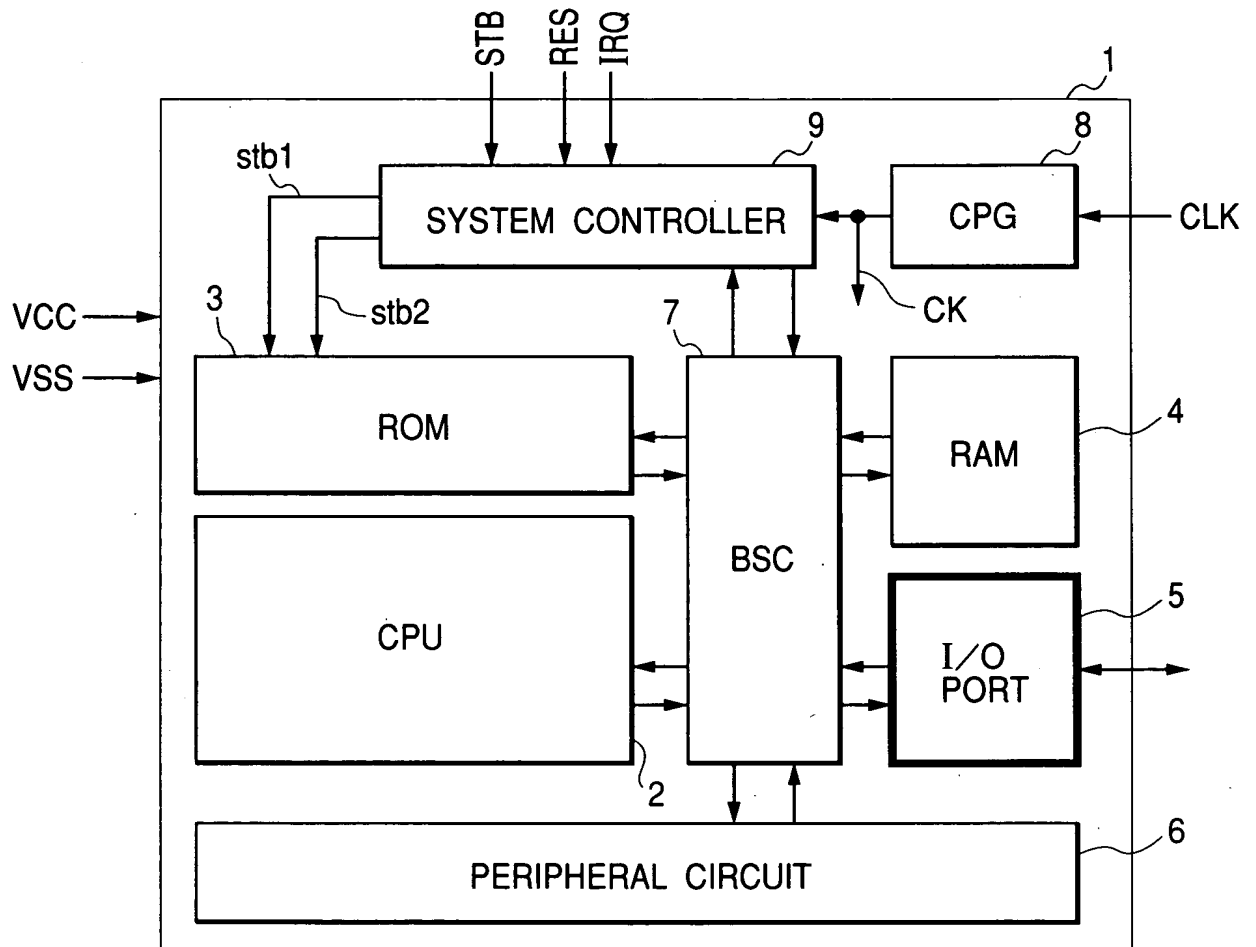 STB
RES
IRQ
1
9
8
stb1
SYSTEM CONTROLLER
CPG
CLK
stb2
CK
VCC
VSS
3
7
ROM
RAM
4
BSC
CPU
5
I/O
PORT
2
6
PERIPHERAL CIRCUIT